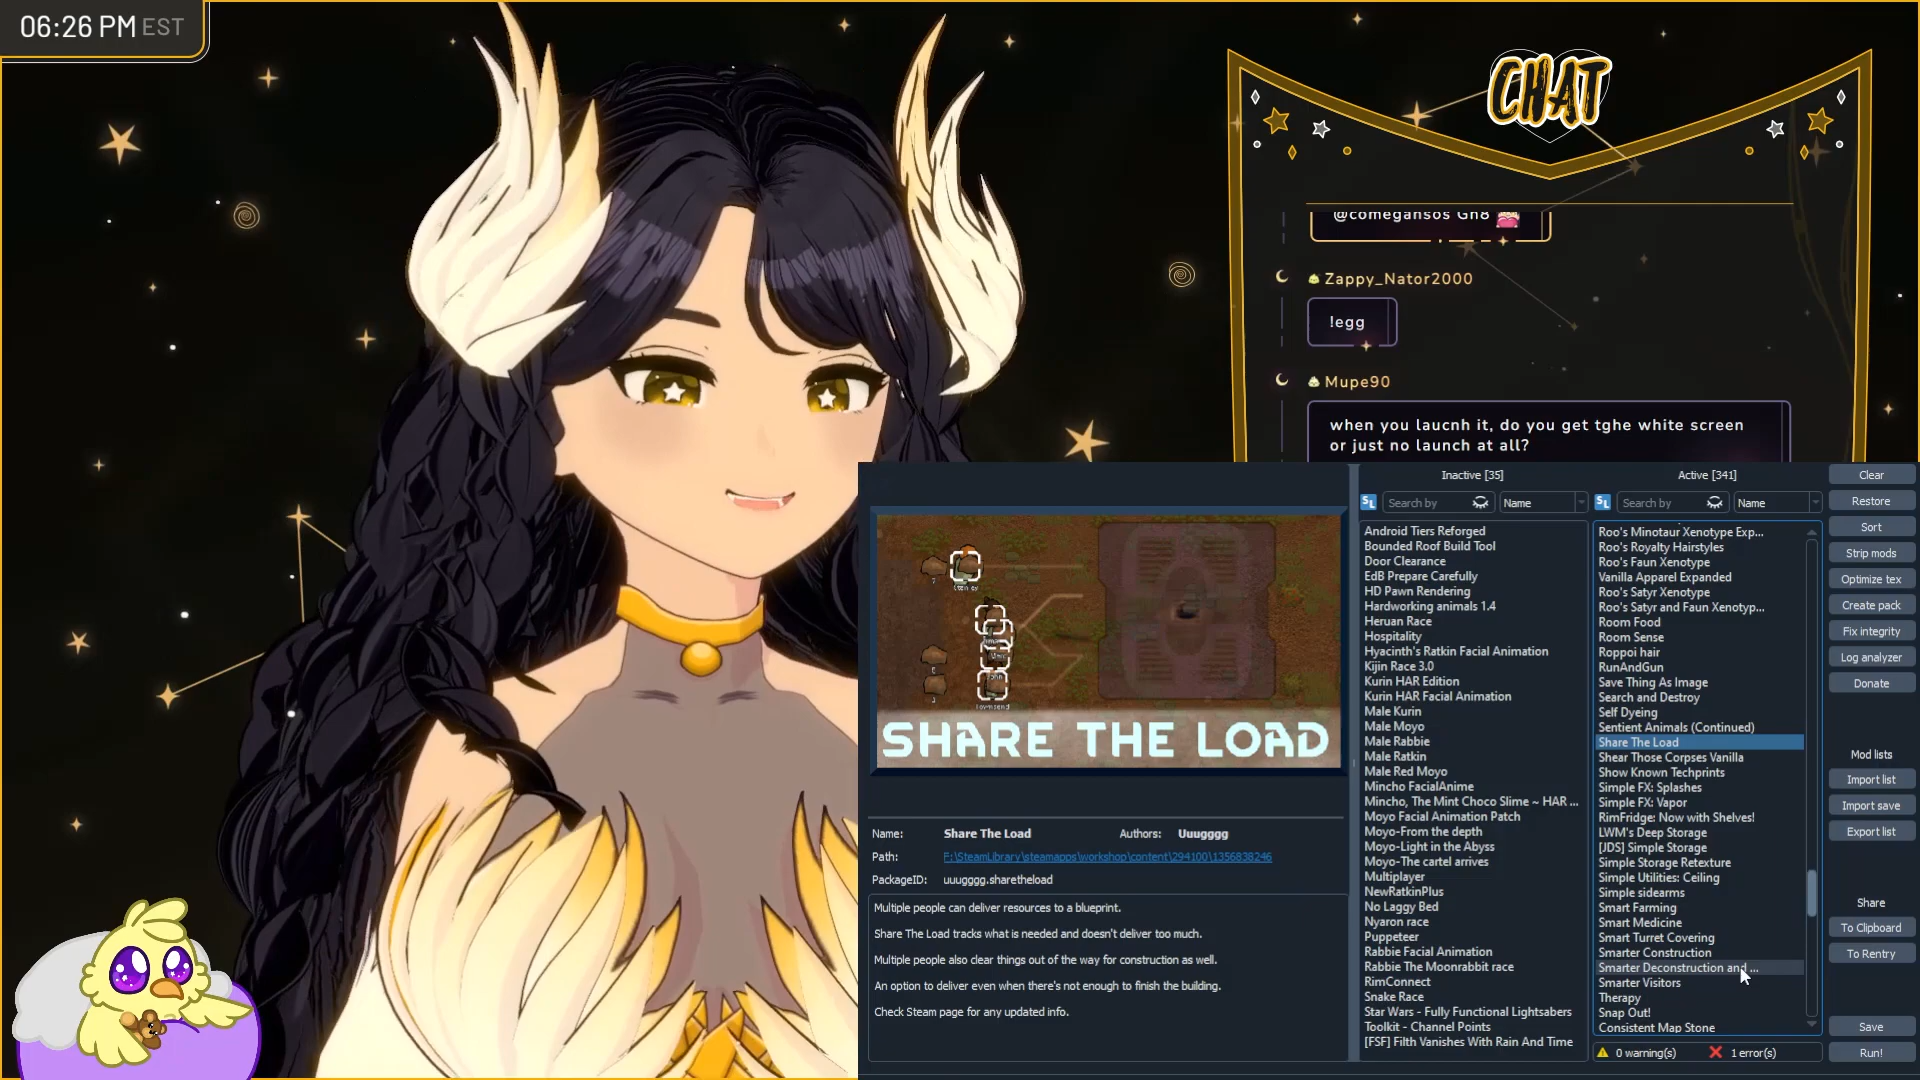 06:26 PM EST
CHAT
@comegansos Gn8
Zappy_Nator2000
!egg
Mupe90
when you laucnh it, do you get tghe white screen
or just no launch at all?
SHARE THE LOAD
Name: Share The Load Authors: Uuugggg
Path: F:\SteamLibrary\steamapps\workshop\content\294100\1356838246
PackageID: uuugggg.sharetheload
Multiple people can deliver resources to a blueprint.
Share The Load tracks what is needed and doesn't deliver too much.
Multiple people also clear things out of the way for construction as well.
An option to deliver even when there's not enough to finish the building.
Check Steam page for any updated info.
Inactive [35]
Search by
Name
Android Tiers Reforged
Bounded Roof Build Tool
Door Clearance
EdB Prepare Carefully
HD Pawn Rendering
Hardworking animals 1.4
Heruan Race
Hospitality
Hyacinth's Ratkin Facial Animation
Kijin Race 3.0
Kurin HAR Edition
Kurin HAR Facial Animation
Male Kurin
Male Moyo
Male Rabbie
Male Ratkin
Male Red Moyo
Mincho FacialAnime
Mincho, The Mint Choco Slime ~ HAR ...
Moyo Facial Animation Patch
Moyo-From the depth
Moyo-Light in the Abyss
Moyo-The cartel arrives
Multiplayer
NewRatkinPlus
No Laggy Bed
Nyaron race
Puppeteer
Rabbie Facial Animation
Rabbie The Moonrabbit race
RimConnect
Snake Race
Star Wars - Fully Functional Lightsabers
Toolkit - Channel Points
[FSF] Filth Vanishes With Rain And Time
Active [341]
Search by
Name
Roo's Minotaur Xenotype Exp...
Roo's Royalty Hairstyles
Roo's Faun Xenotype
Vanilla Apparel Expanded
Roo's Satyr Xenotype
Roo's Satyr and Faun Xenotyp...
Room Food
Room Sense
Roppoi hair
RunAndGun
Save Thing As Image
Search and Destroy
Self Dyeing
Sentient Animals (Continued)
Share The Load
Shear Those Corpses Vanilla
Show Known Techprints
Simple FX: Splashes
Simple FX: Vapor
RimFridge: Now with Shelves!
LWM's Deep Storage
[JDS] Simple Storage
Simple Storage Retexture
Simple Utilities: Ceiling
Simple sidearms
Smart Farming
Smart Medicine
Smart Turret Covering
Smarter Construction
Smarter Deconstruction and ...
Smarter Visitors
Therapy
Snap Out!
Consistent Map Stone
0 warning(s) 1 error(s)
Clear
Restore
Sort
Strip mods
Optimize tex
Create pack
Fix integrity
Log analyzer
Donate
Mod lists
Import list
Import save
Export list
Share
To Clipboard
To Rentry
Save
Run!